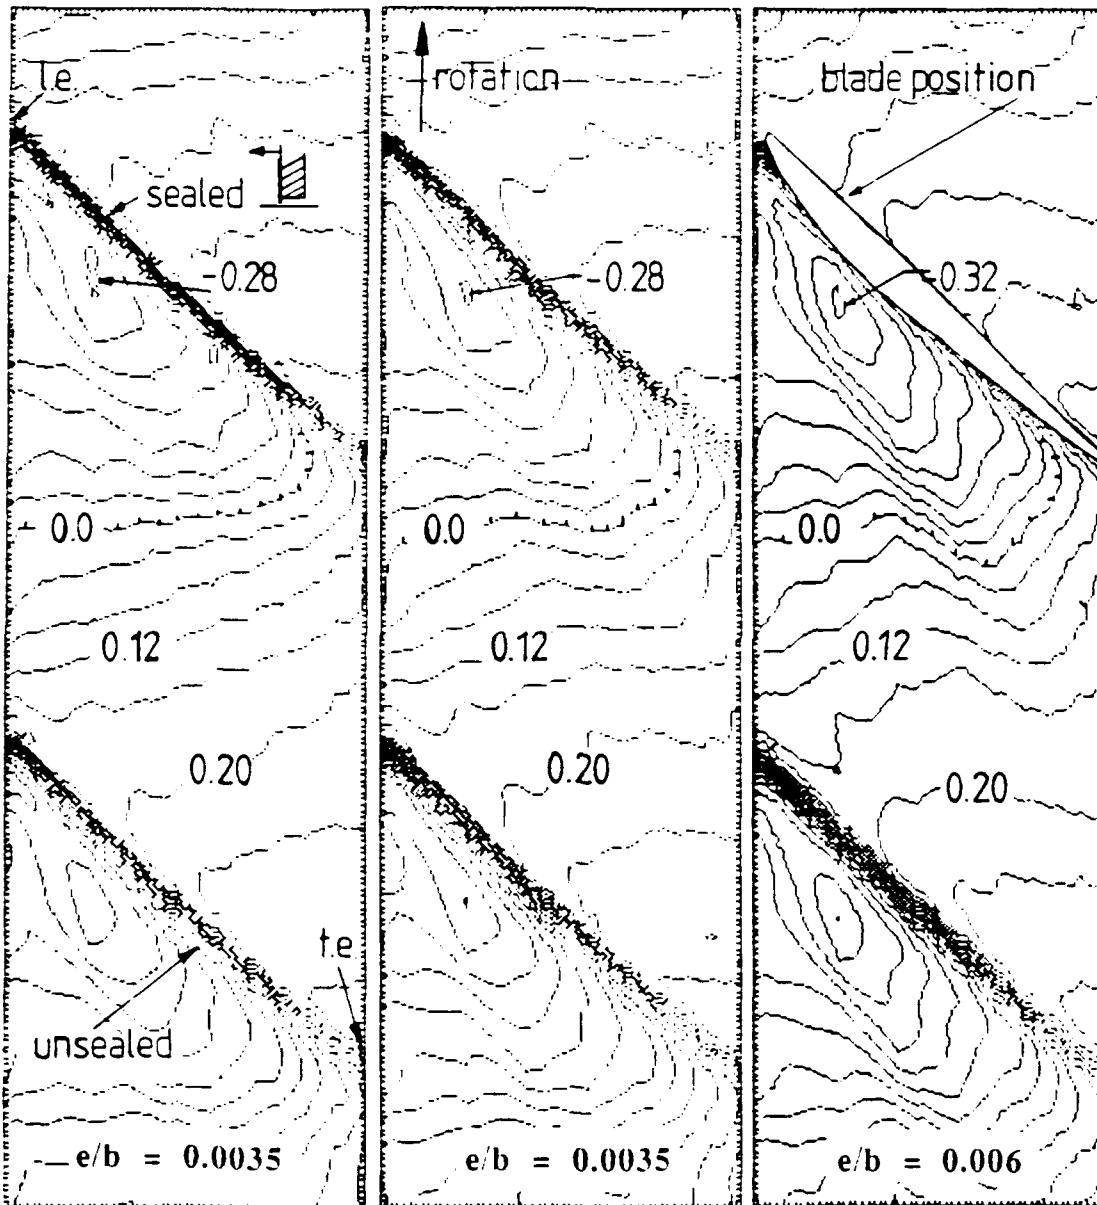 l.e
rotation
blade position
sealed
-0.28
-0.28
-0.32
0.0
0.0
0.0
0.12
0.12
0.12
0.20
0.20
0.20
t.e
unsealed
e/b = 0.0035
e/b = 0.0035
e/b = 0.006